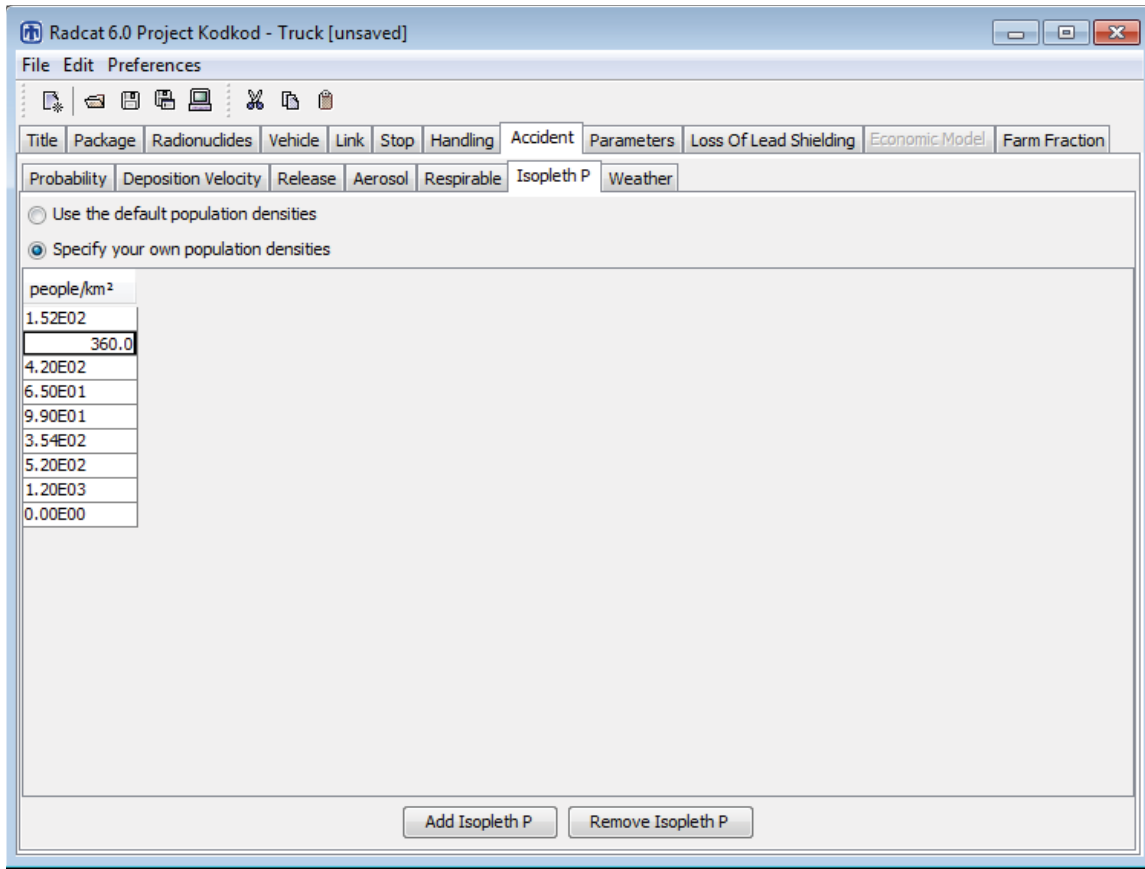 Radcat 6.0 Project Kodkod - Truck [unsaved]
File Edit Preferences
Title Package Radionuclides Vehicle Link Stop Handling Accident Parameters Loss Of Lead Shielding Economic Model Farm Fraction
Probability Deposition Velocity Release Aerosol Respirable Isopleth P Weather
Use the default population densities
Specify your own population densities
people/km²
1.52E02
360.0
4.20E02
6.50E01
9.90E01
3.54E02
5.20E02
1.20E03
0.00E00
Add Isopleth P Remove Isopleth P